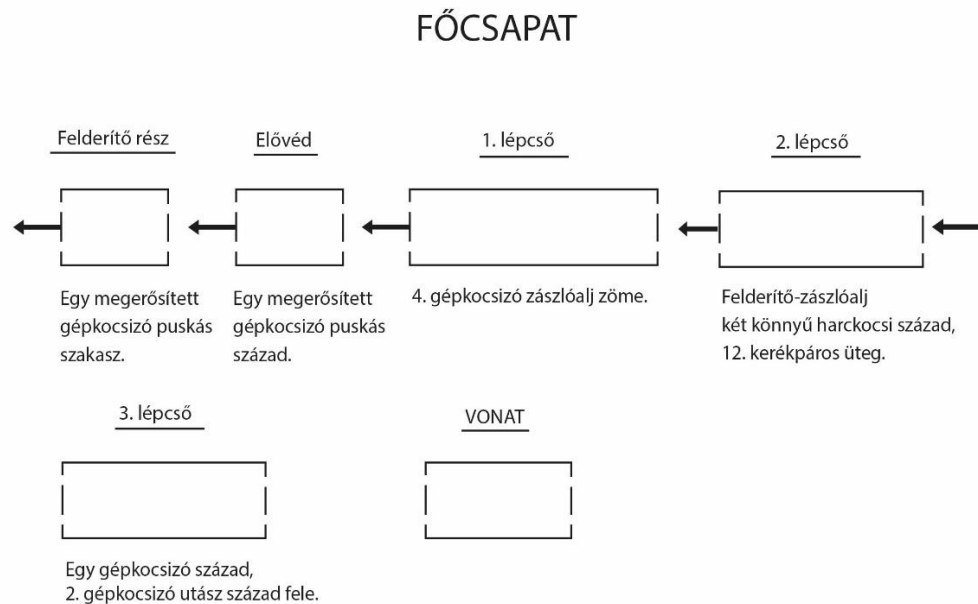 FŐCSAPAT
Felderítő rész
Elővéd
1. lépcső
2. lépcső
Egy megerősített
gépkocsizó puskás
szakasz.
Egy megerősített
gépkocsizó puskás
század.
4. gépkocsizó zászlóalj zöme.
Felderítő-zászlóalj
két könnyű harckocsi század,
12. kerékpáros üteg.
3. lépcső
VONAT
Egy gépkocsizó század,
2. gépkocsizó utász század fele.